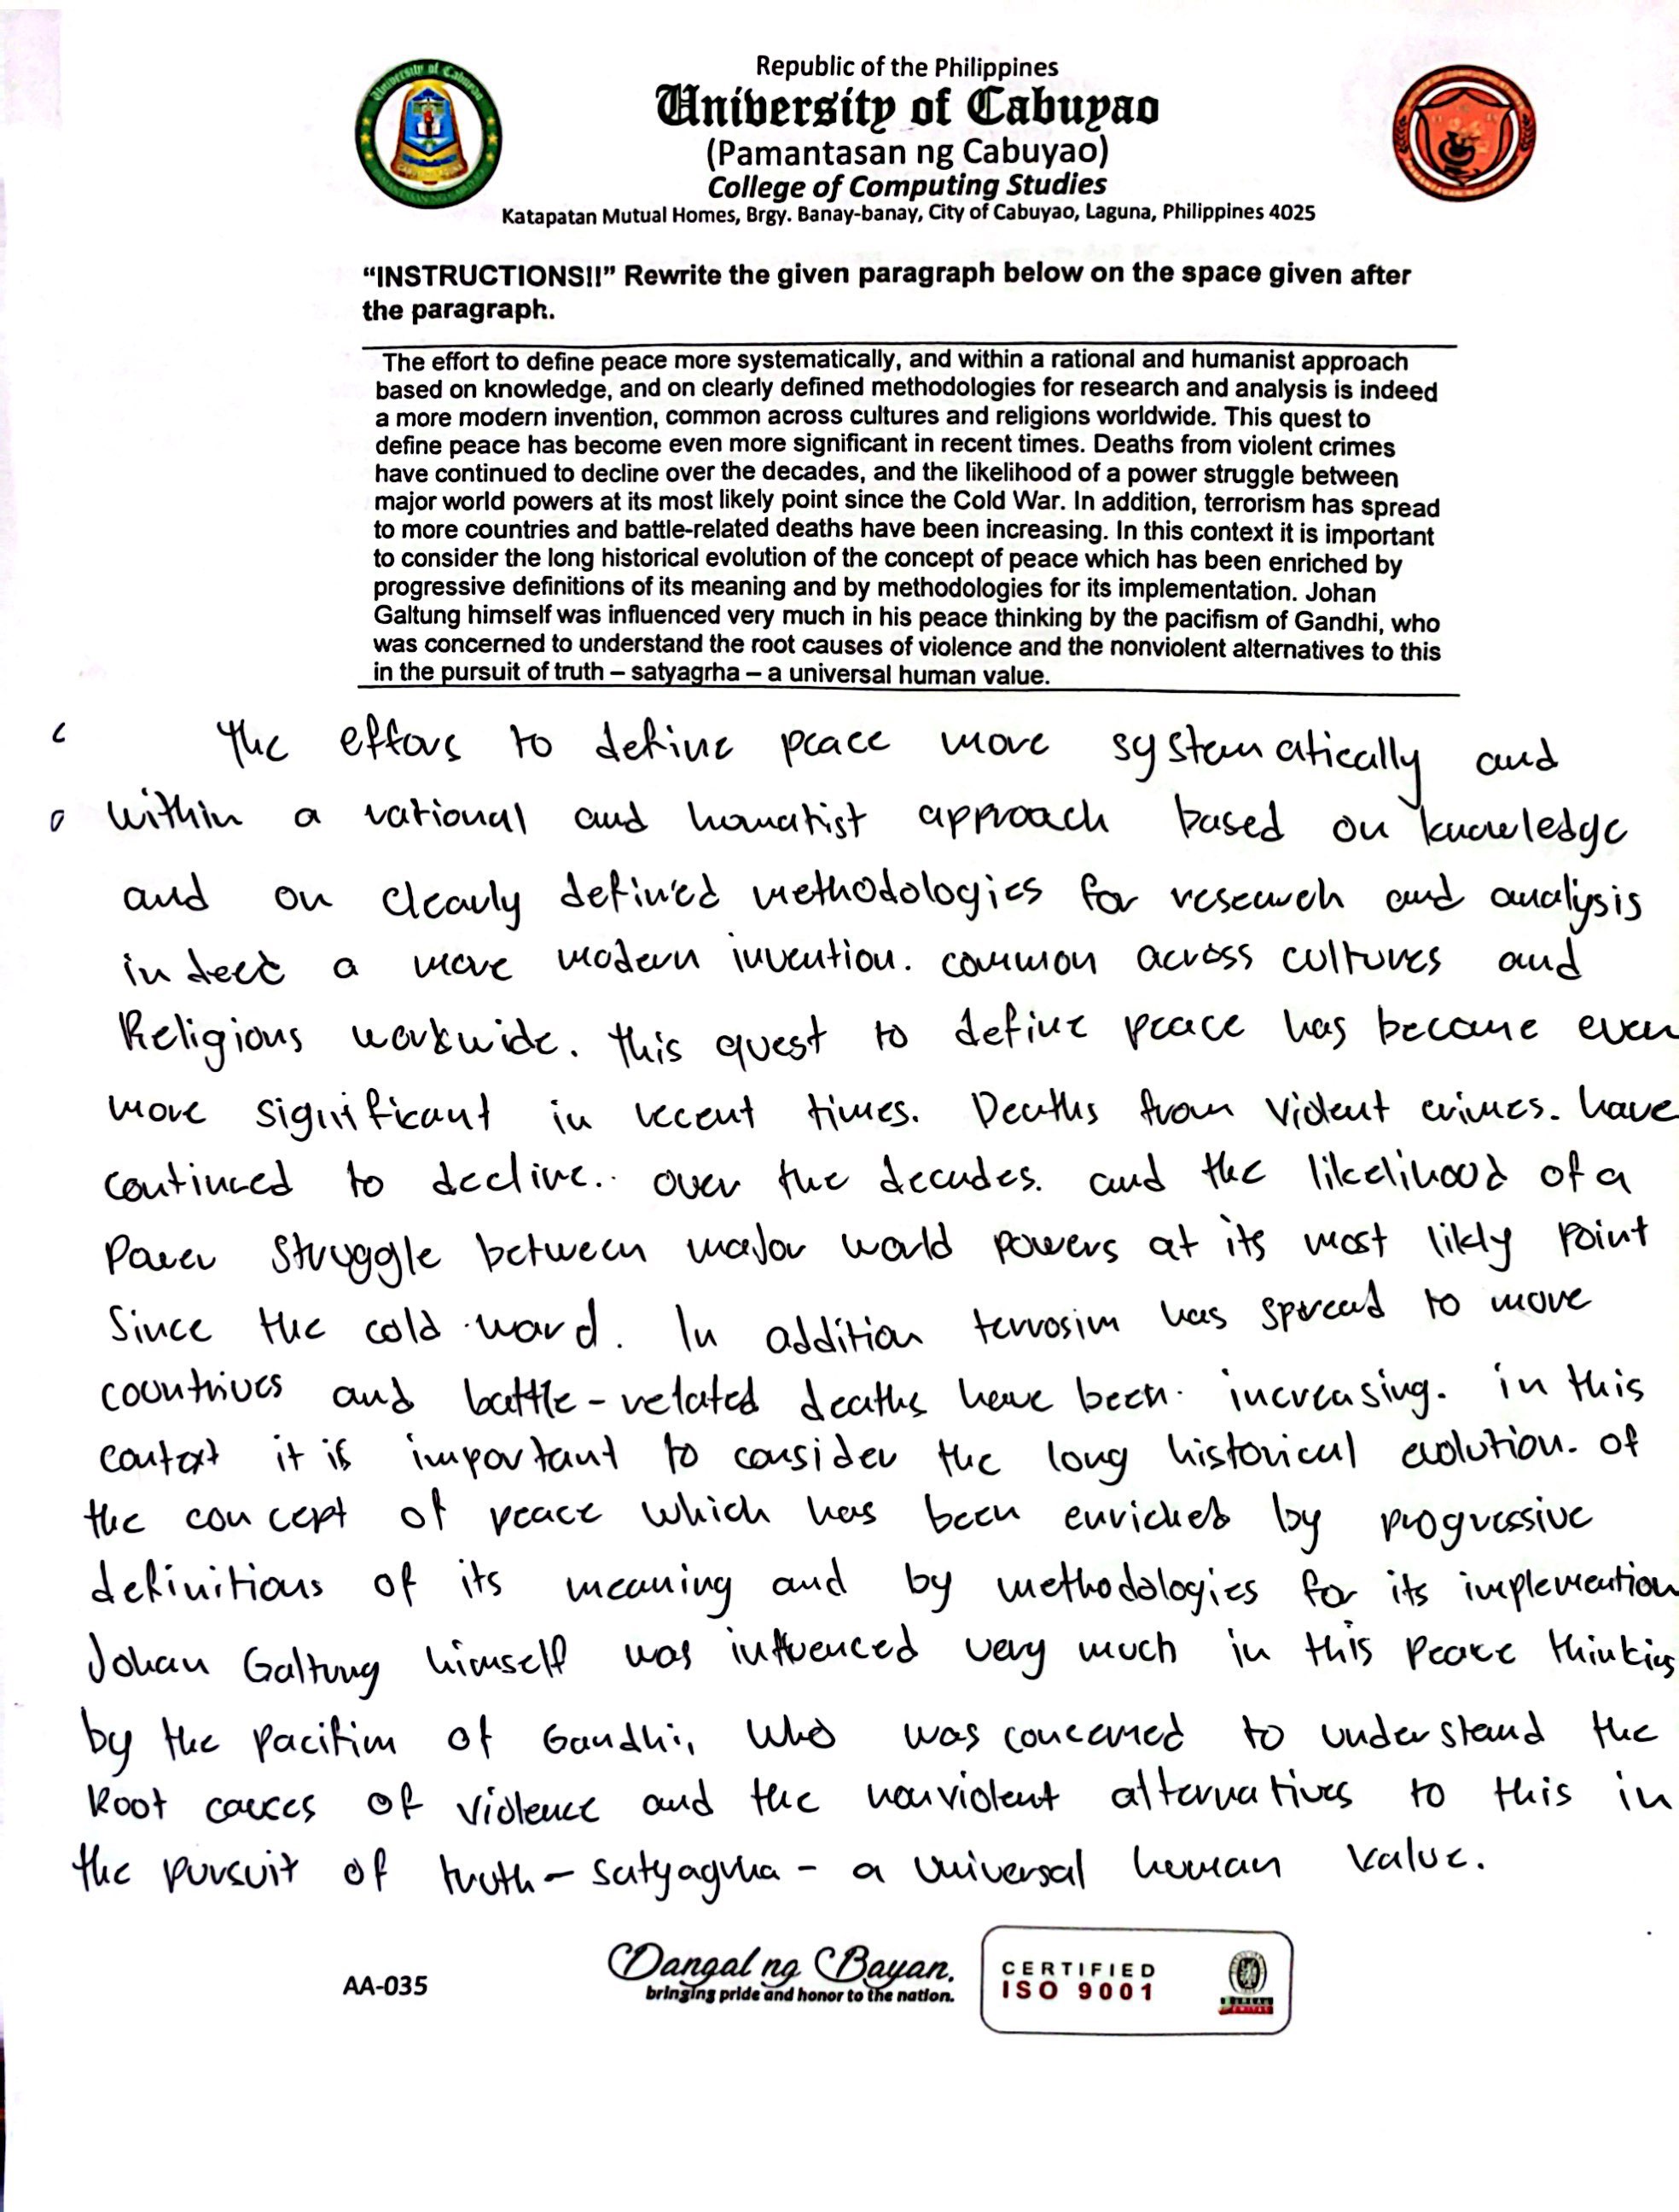 Republic of the Philippines
University of Cabuyao
(Pamantasan ng Cabuyao)
College of Computing Studies
Katapatan Mutual Homes, Brgy. Banay-banay, City of Cabuyao, Laguna, Philippines 4025
“INSTRUCTIONS!!” Rewrite the given paragraph below on the space given after
the paragraph.
The effort to define peace more systematically, and within a rational and humanist approach
based on knowledge, and on clearly defined methodologies for research and analysis is indeed
a more modern invention, common across cultures and religions worldwide. This quest to
define peace has become even more significant in recent times. Deaths from violent crimes
have continued to decline over the decades, and the likelihood of a power struggle between
major world powers at its most likely point since the Cold War. In addition, terrorism has spread
to more countries and battle-related deaths have been increasing. In this context it is important
to consider the long historical evolution of the concept of peace which has been enriched by
progressive definitions of its meaning and by methodologies for its implementation. Johan
Galtung himself was influenced very much in his peace thinking by the pacifism of Gandhi, who
was concerned to understand the root causes of violence and the nonviolent alternatives to this
in the pursuit of truth – satyagrha – a universal human value.
The effors to define peace more systematically and
within a rational and homatist approach based on knowledge
and on clearly defined methodologies for research and analysis
indeed a more modern invention. common across cultures and
Religious workwide. this quest to define peace has become even
more significant in recent times. Deaths from violent crimes. have
continued to decline.. over the decades. and the likelihood of a
Power struggle between major world powers at its most likly point
Since the cold ward. In addition terrosim has spread to more
countrives and battle-related deaths have been increasing. in this
context it is important to consider the long historical evolution. of
the concept of peace which has been enriched by progressive
definitions of its meaning and by methodologies for its implemention
Johan Galtung himself was influenced very much in this Peace thinking
by the pacifim of Gandhi, who was concerned to understand the
Root causes of violence and the nonviolent alternatives to this in
the pursuit of truth - satyagrha - a universal human value.
AA-035
Dangal ng Bayan.
bringing pride and honor to the nation.
CERTIFIED
ISO 9001